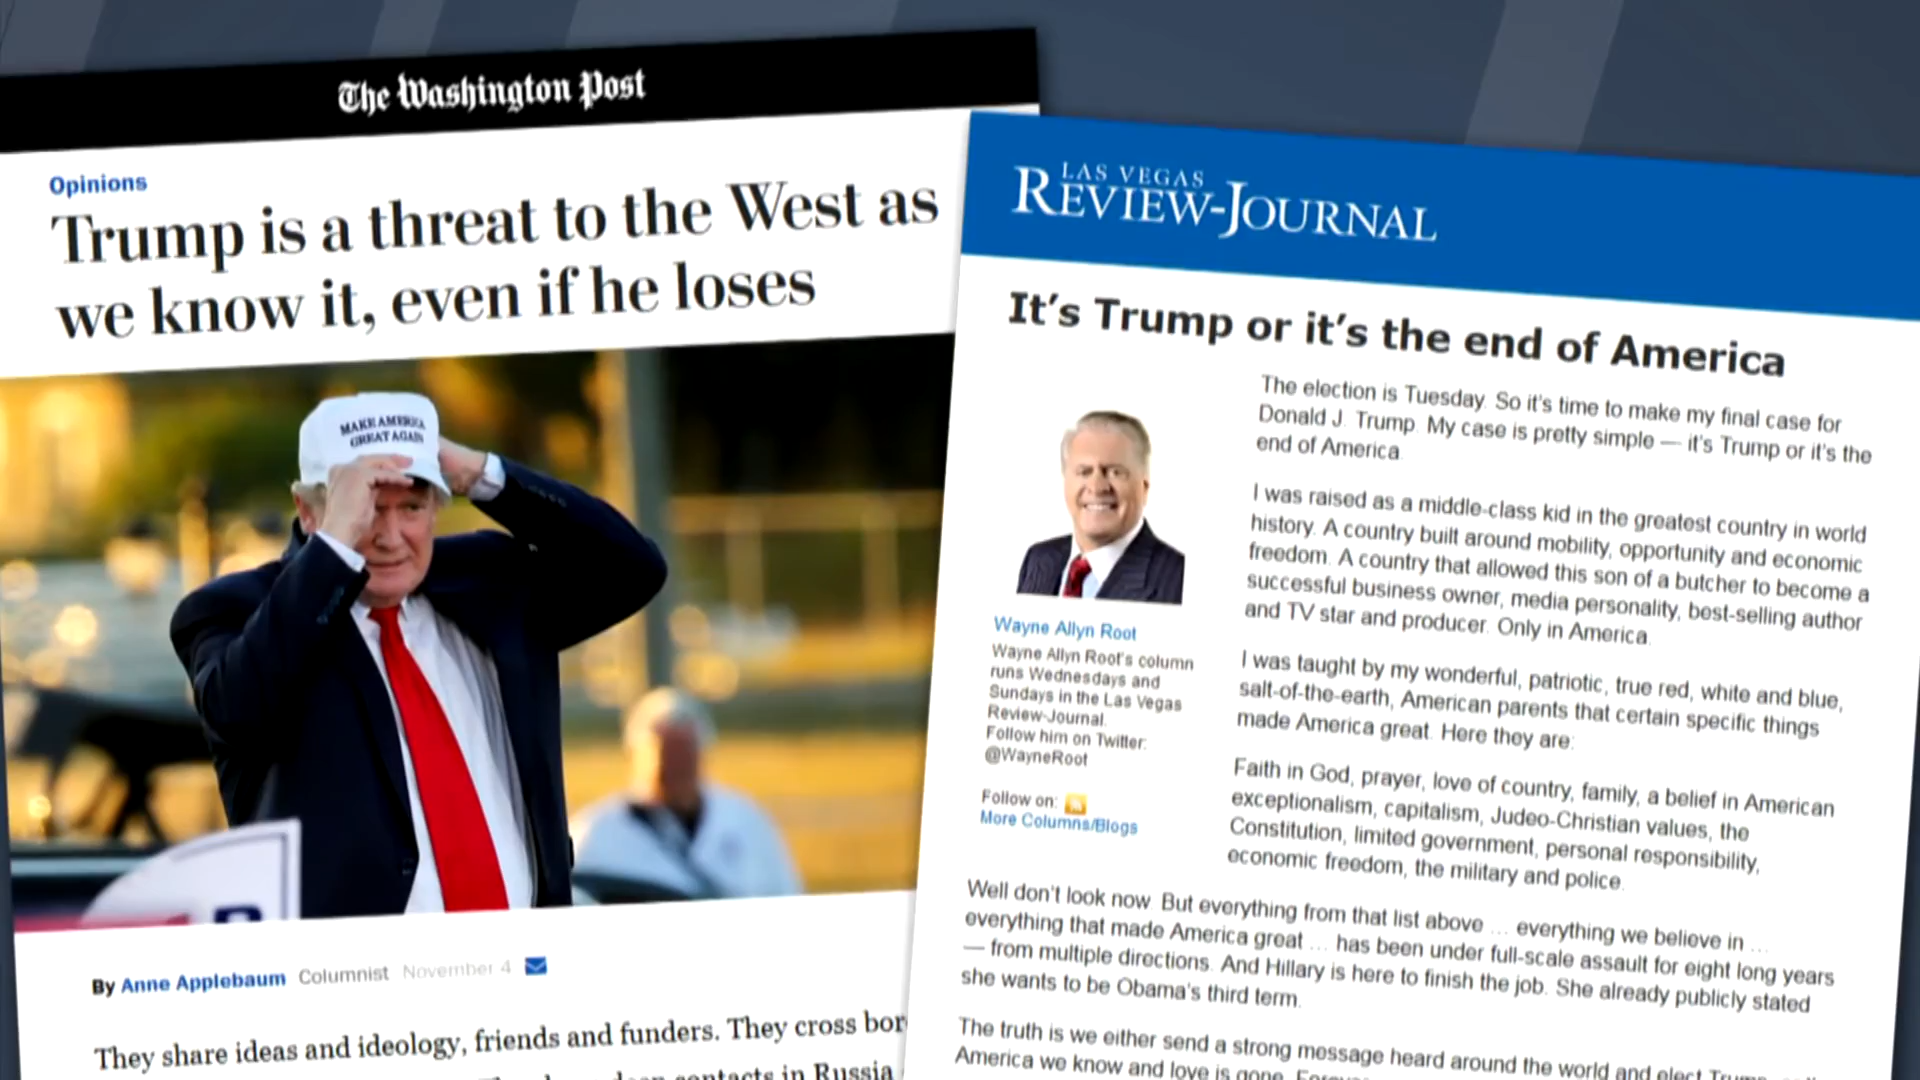 The Washington Post
Opinions
Trump is a threat to the West as
we know it, even if he loses
MAKE AMERICA
GREAT AGAIN
By Anne Applebaum Columnist November 4
They share ideas and ideology, friends and funders. They cross
contacts in Russia
LAS VEGAS
REVIEW-JOURNAL
It's Trump or it's the end of America
The election is Tuesday. So it's time to make my final case for
Donald J. Trump. My case is pretty simple — it's Trump or it's the
end of America.
I was raised as a middle-class kid in the greatest country in world
history. A country built around mobility, opportunity and economic
freedom. A country that allowed this son of a butcher to become a
successful business owner, media personality, best-selling author
and TV star and producer. Only in America.
I was taught by my wonderful, patriotic, true red, white and blue,
salt-of-the-earth, American parents that certain specific things
made America great. Here they are:
Faith in God, prayer, love of country, family, a belief in American
exceptionalism, capitalism, Judeo-Christian values, the
Constitution, limited government, personal responsibility,
economic freedom, the military and police.
Wayne Allyn Root
Wayne Allyn Root's column
runs Wednesdays and
Sundays in the Las Vegas
Review-Journal.
Follow him on Twitter:
@WayneRoot
Follow on:
More Columns/Blogs
Well don't look now. But everything from that list above … everything we believe in …
everything that made America great … has been under full-scale assault for eight long years
— from multiple directions. And Hillary is here to finish the job. She already publicly stated
she wants to be Obama's third term.
The truth is we either send a strong message heard around the world and elect Trump
America we know and love is gone.